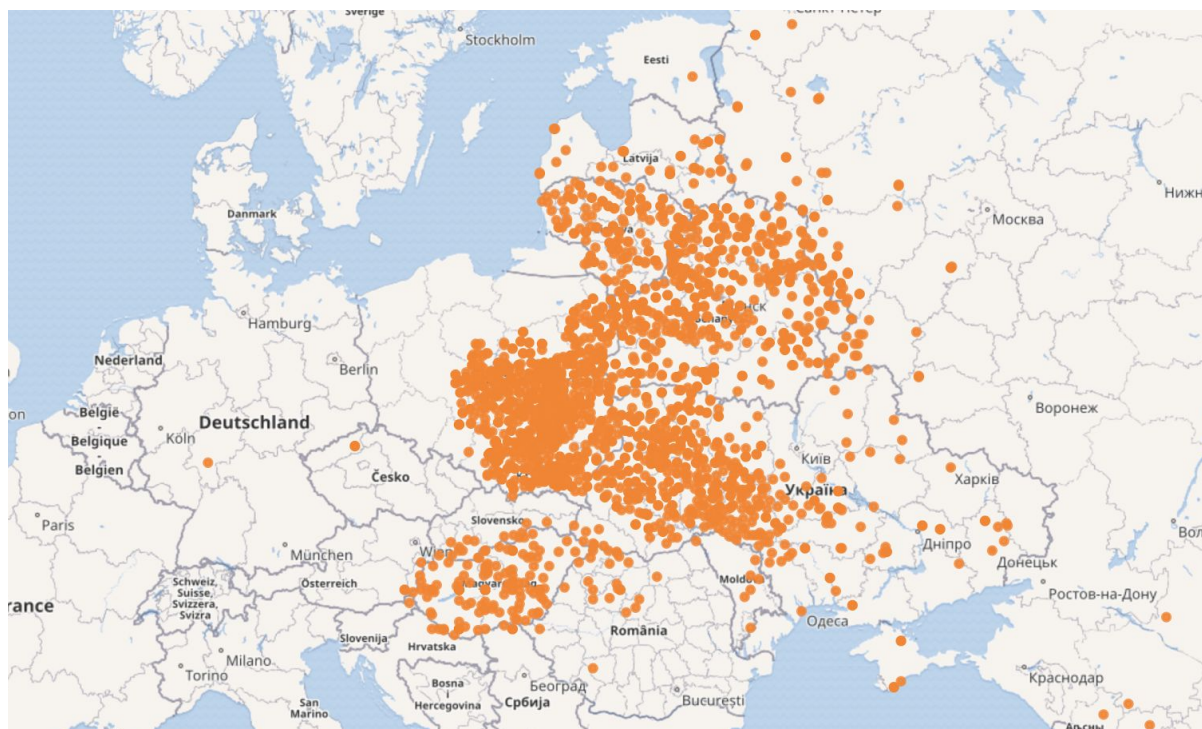 Sverige
Stockholm
Eesti
Latvija
Нижн
Москва
Danmark
Hamburg
Nederland
Berlin
Deutschland
België
-
Belgique
-
Belgien
Köln
Česko
Воронеж
Київ
Харків
Україна
Paris
Slovensko
Дніпро
Донецьк
München
Österreich
Ростов-на-Дону
Schweiz,
Suisse,
Svizzera,
Svizra
rance
Одеса
România
Slovenija
Hrvatska
Milano
Torino
Краснодар
Београд
Bosna
i
Hercegovina
Србија
București
San
Marino